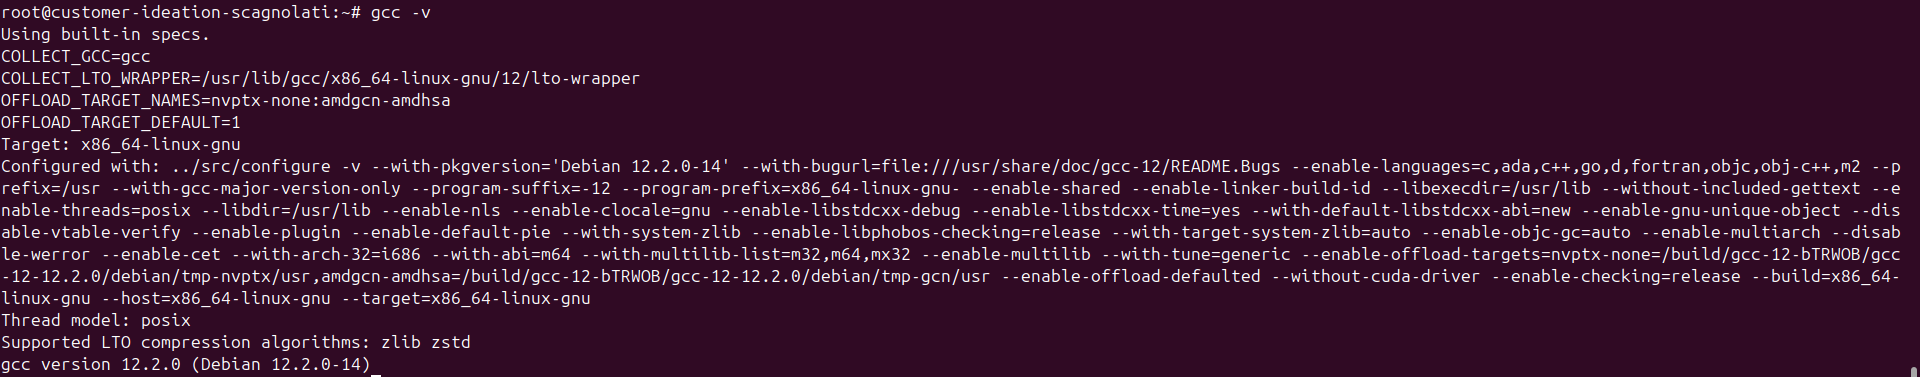 root@customer-ideation-scagnolati:~# gcc -v
Using built-in specs.
COLLECT_GCC=gcc
COLLECT_LTO_WRAPPER=/usr/lib/gcc/x86_64-linux-gnu/12/lto-wrapper
OFFLOAD_TARGET_NAMES=nvptx-none:amdgcn-amdhsa
OFFLOAD_TARGET_DEFAULT=1
Target: x86_64-linux-gnu
Configured with: ../src/configure -v --with-pkgversion='Debian 12.2.0-14' --with-bugurl=file:///usr/share/doc/gcc-12/README.Bugs --enable-languages=c,ada,c++,go,d,fortran,objc,obj-c++,m2 --p
refix=/usr --with-gcc-major-version-only --program-suffix=-12 --program-prefix=x86_64-linux-gnu- --enable-shared --enable-linker-build-id --libexecdir=/usr/lib --without-included-gettext --e
nable-threads=posix --libdir=/usr/lib --enable-nls --enable-clocale=gnu --enable-libstdcxx-debug --enable-libstdcxx-time=yes --with-default-libstdcxx-abi=new --enable-gnu-unique-object --dis
able-vtable-verify --enable-plugin --enable-default-pie --with-system-zlib --enable-libphobos-checking=release --with-target-system-zlib=auto --enable-objc-gc=auto --enable-multiarch --disab
le-werror --enable-cet --with-arch-32=i686 --with-abi=m64 --with-multilib-list=m32,m64,mx32 --enable-multilib --with-tune=generic --enable-offload-targets=nvptx-none=/build/gcc-12-bTRWOB/gcc
-12-12.2.0/debian/tmp-nvptx/usr,amdgcn-amdhsa=/build/gcc-12-bTRWOB/gcc-12-12.2.0/debian/tmp-gcn/usr --enable-offload-defaulted --without-cuda-driver --enable-checking=release --build=x86_64-
linux-gnu --host=x86_64-linux-gnu --target=x86_64-linux-gnu
Thread model: posix
Supported LTO compression algorithms: zlib zstd
gcc version 12.2.0 (Debian 12.2.0-14)